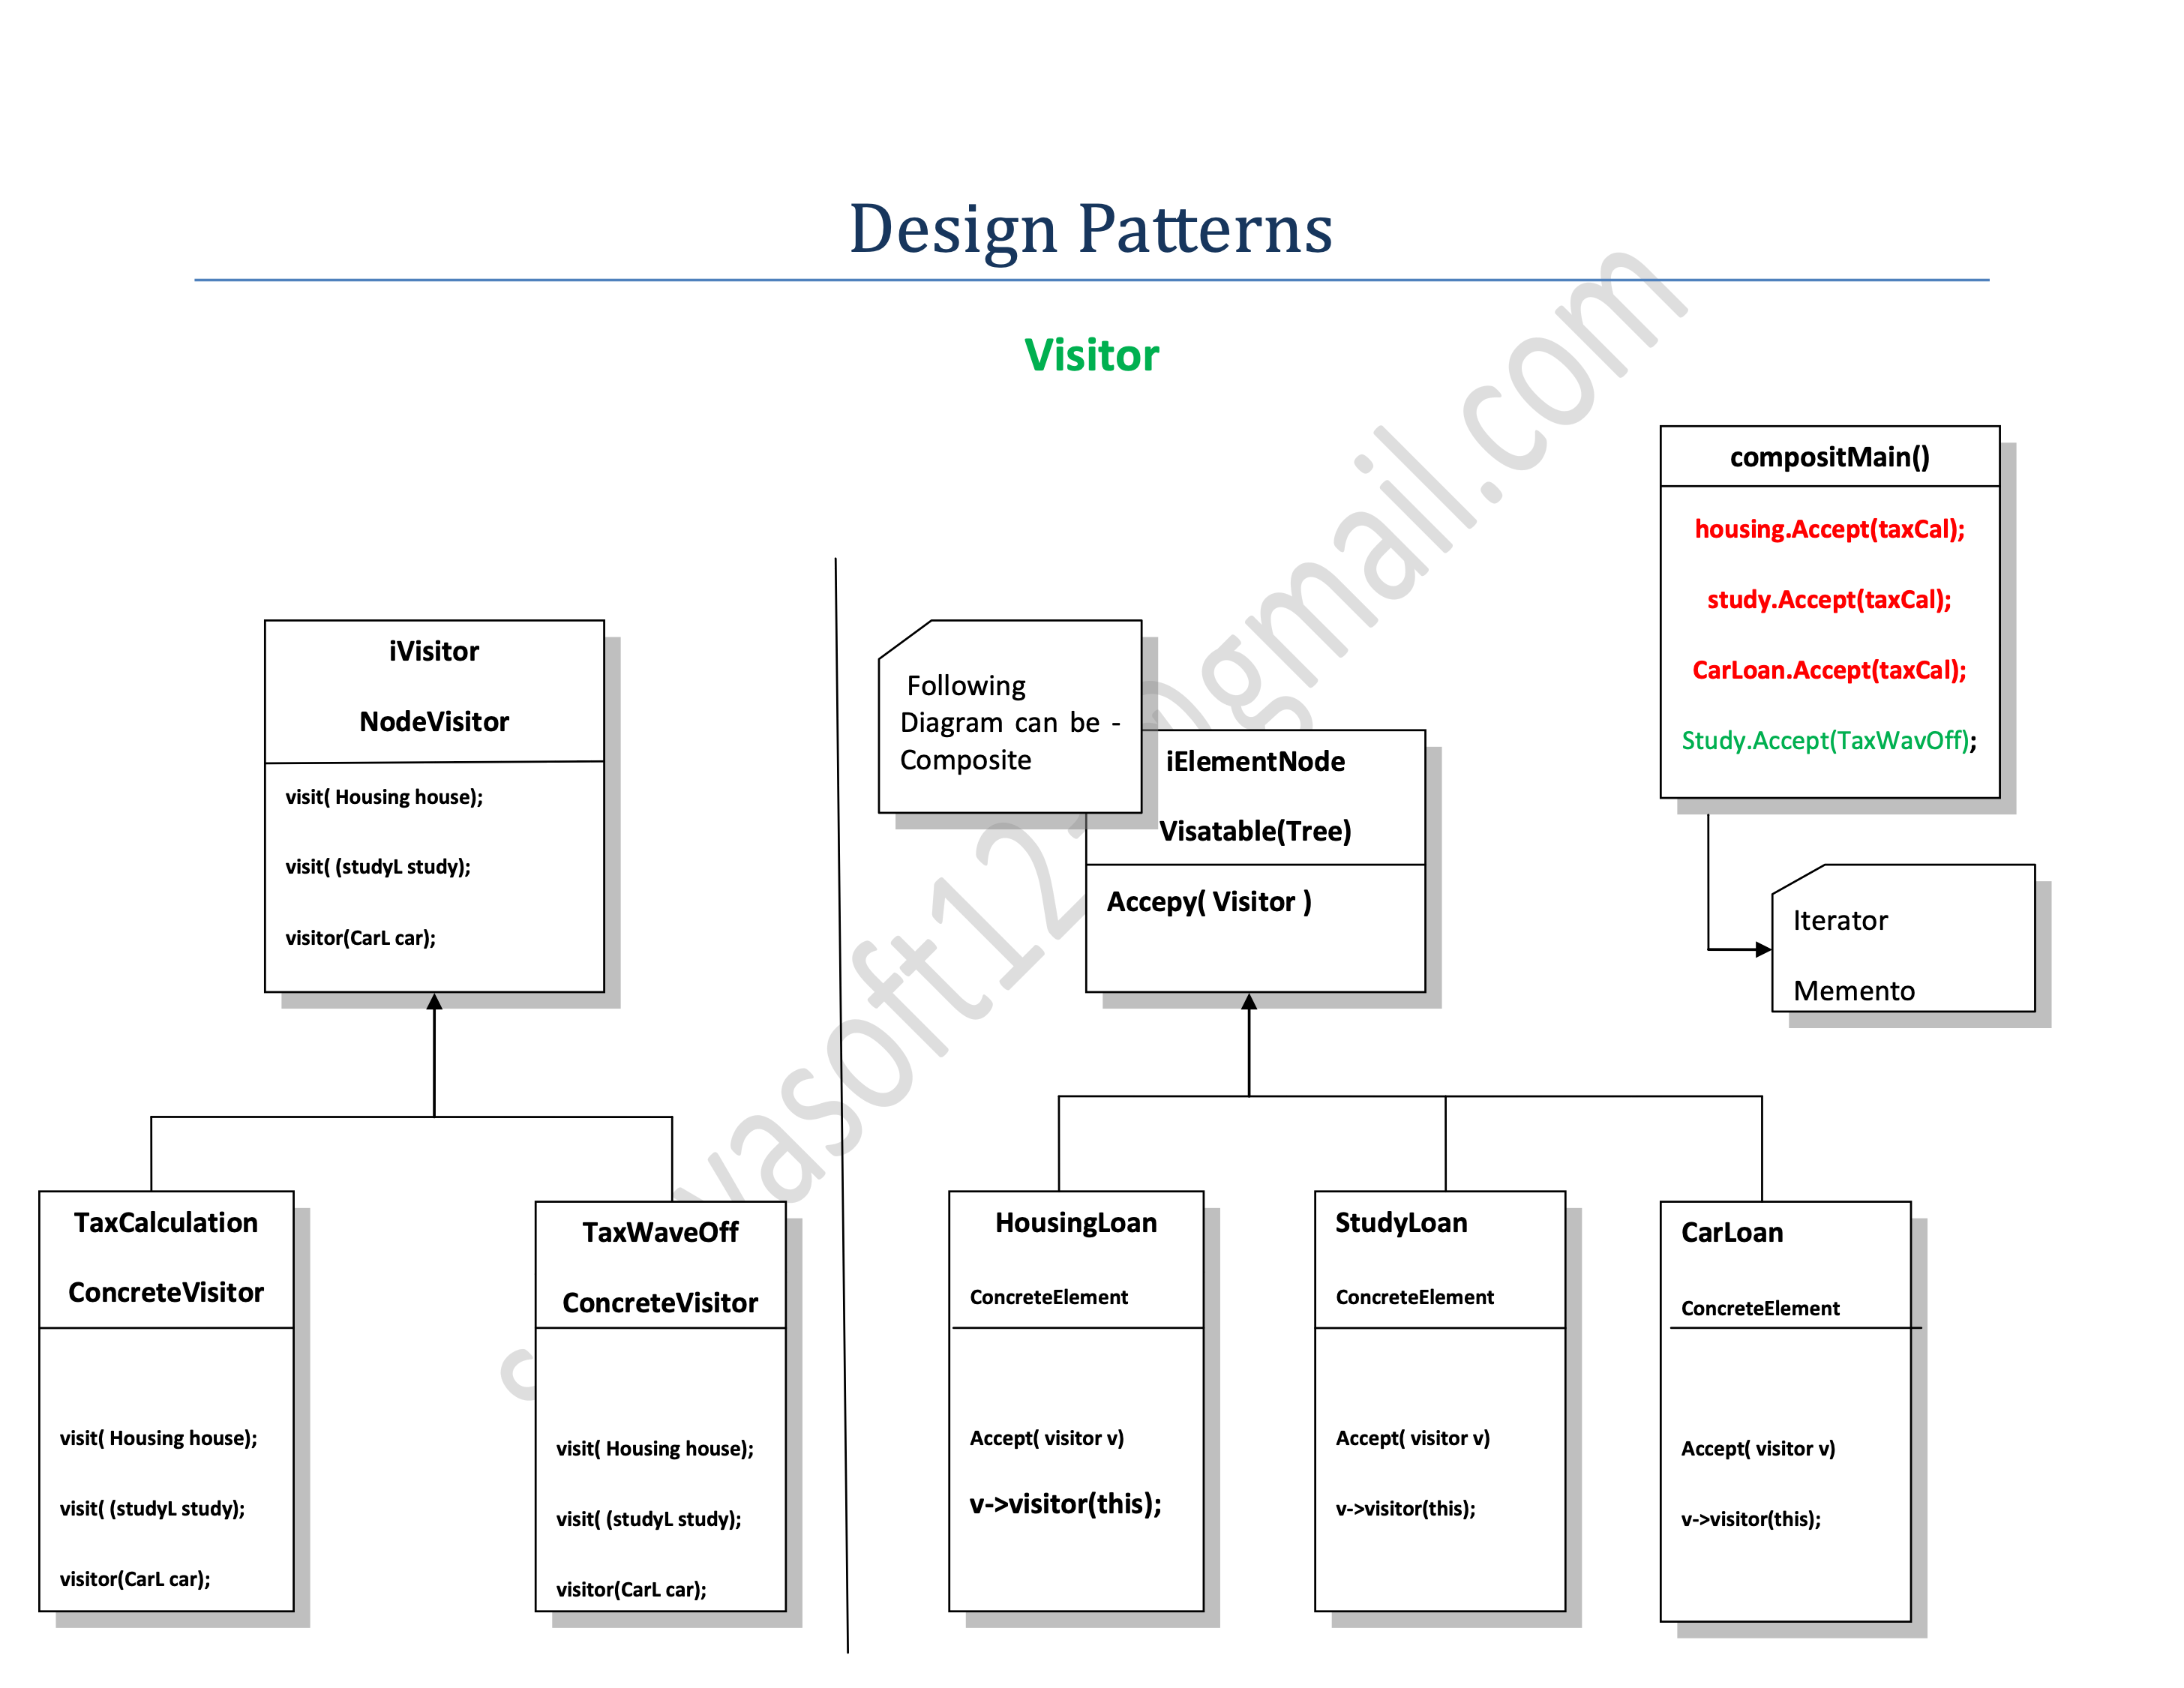 Design Patterns
Visitor
compositMain()
housing.Accept(taxCal);
study.Accept(taxCal);
CarLoan.Accept(taxCal);
Study.Accept(TaxWavOff);
iVisitor
NodeVisitor
visit( Housing house);
visit( (studyL study);
visitor(CarL car);
Following
Diagram can be -
Composite
iElementNode
Visatable(Tree)
Accepy( Visitor )
Iterator
Memento
TaxCalculation
ConcreteVisitor
visit( Housing house);
visit( (studyL study);
visitor(CarL car);
TaxWaveOff
ConcreteVisitor
visit( Housing house);
visit( (studyL study);
visitor(CarL car);
HousingLoan
ConcreteElement
Accept( visitor v)
v->visitor(this);
StudyLoan
ConcreteElement
Accept( visitor v)
v->visitor(this);
CarLoan
ConcreteElement
Accept( visitor v)
v->visitor(this);